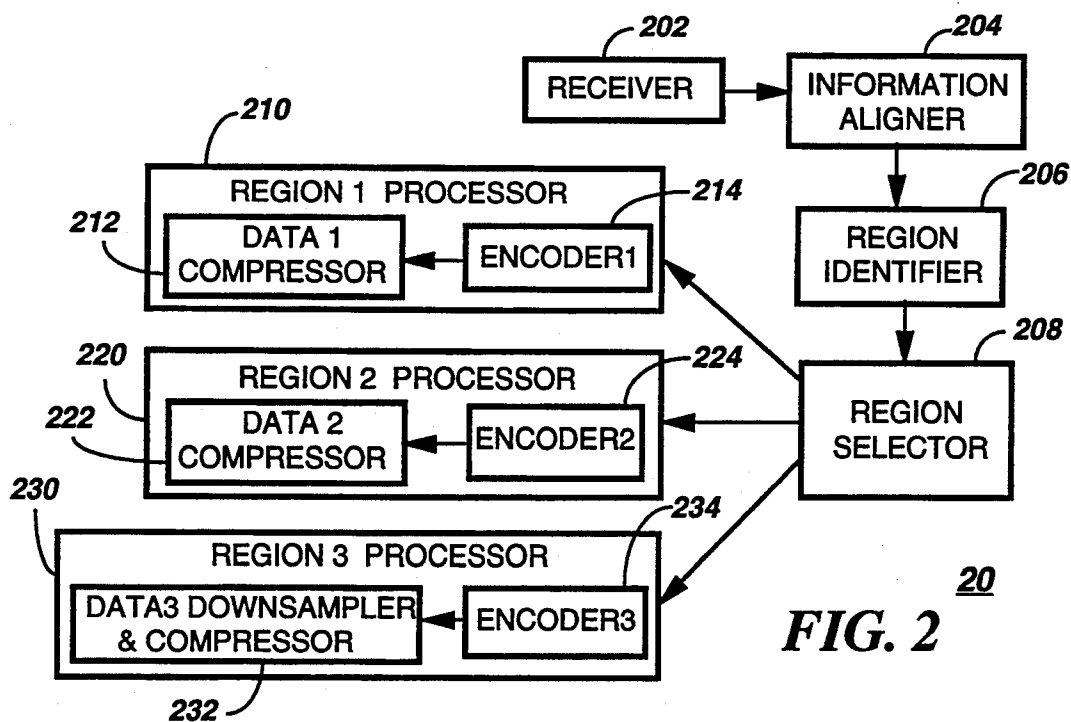 202
204
RECEIVER
INFORMATION
ALIGNER
210
206
REGION 1 PROCESSOR
214
212
DATA 1
COMPRESSOR
ENCODER1
REGION
IDENTIFIER
220
208
REGION 2 PROCESSOR
224
222
DATA 2
COMPRESSOR
ENCODER2
REGION
SELECTOR
230
234
REGION 3 PROCESSOR
DATA3 DOWNSAMPLER
& COMPRESSOR
ENCODER3
232
20
FIG. 2